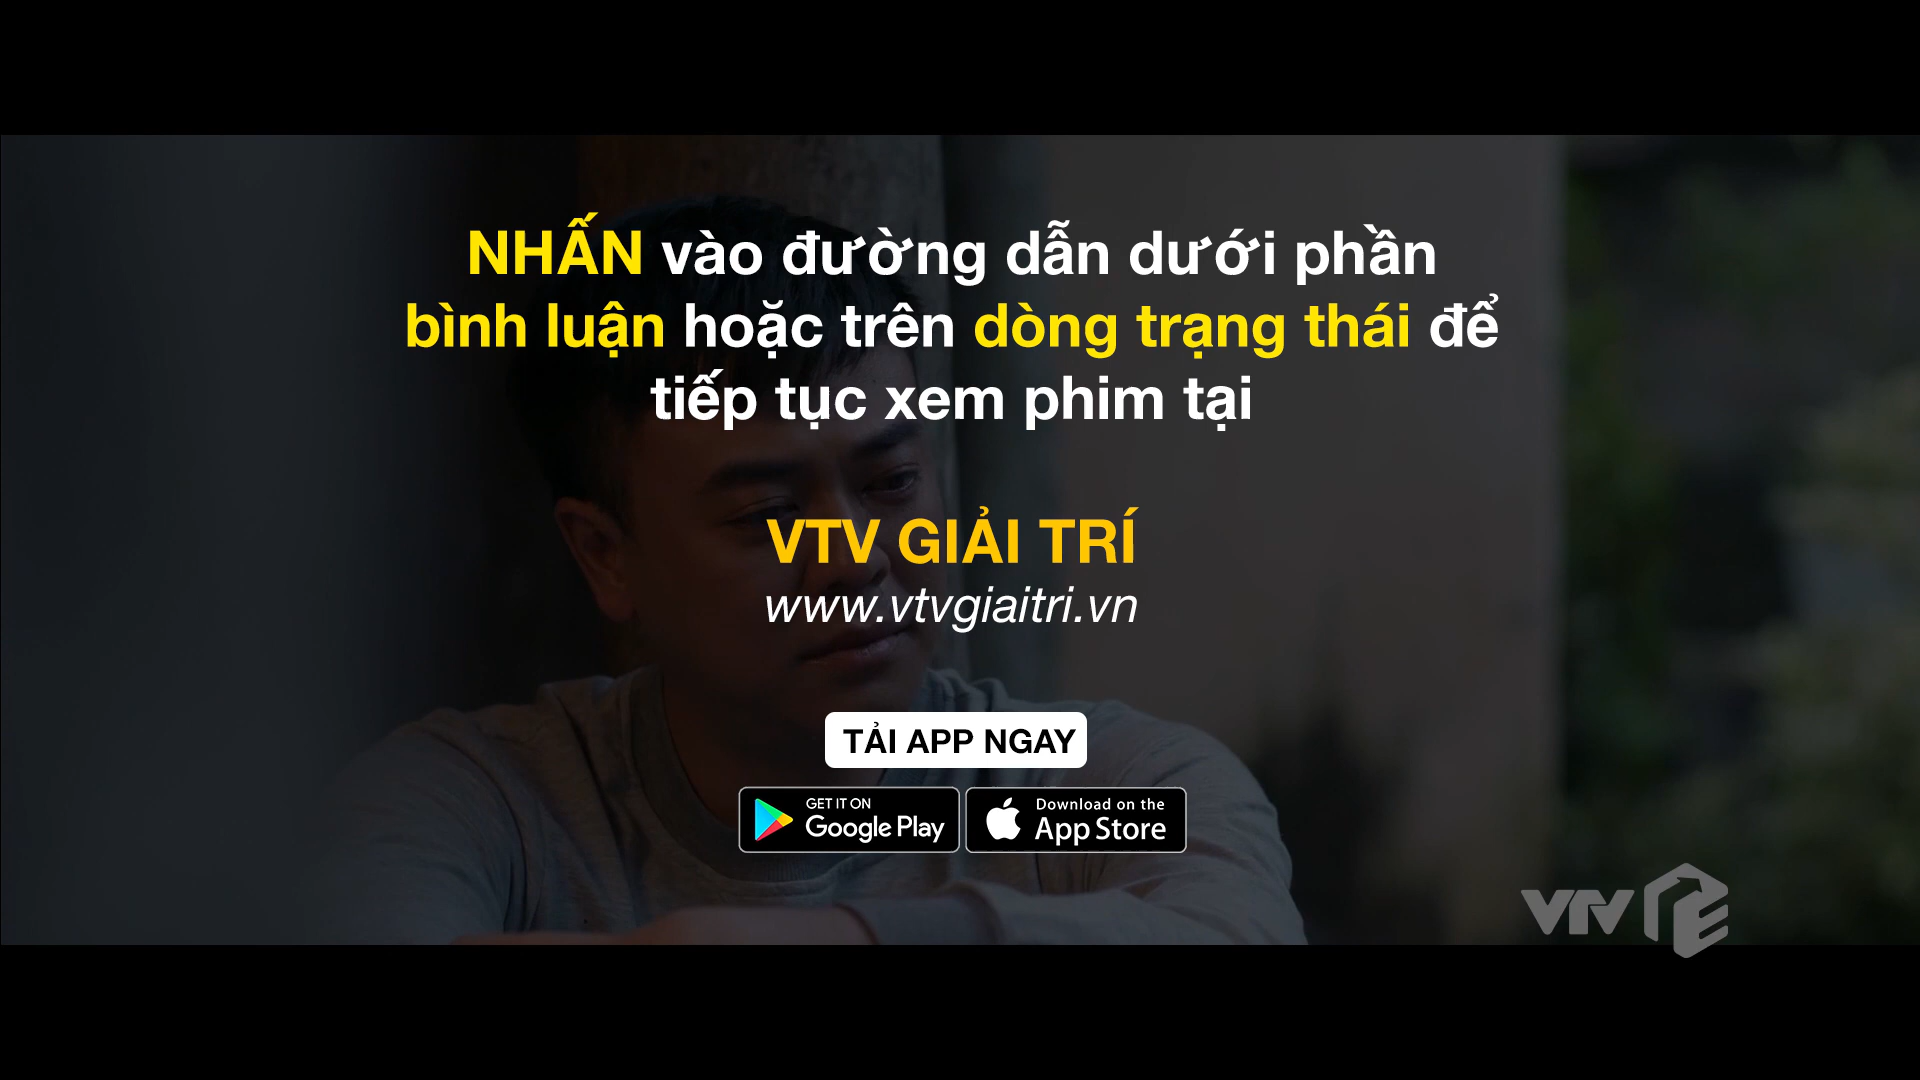 NHẤN vào đường dẫn dưới phần
bình luận hoặc trên dòng trạng thái để
tiếp tục xem phim tại
VTV GIẢI TRÍ
www.vtvgiaitri.vn
TẢI APP NGAY
GET IT ON
Google Play
Download on the
App Store
VTV